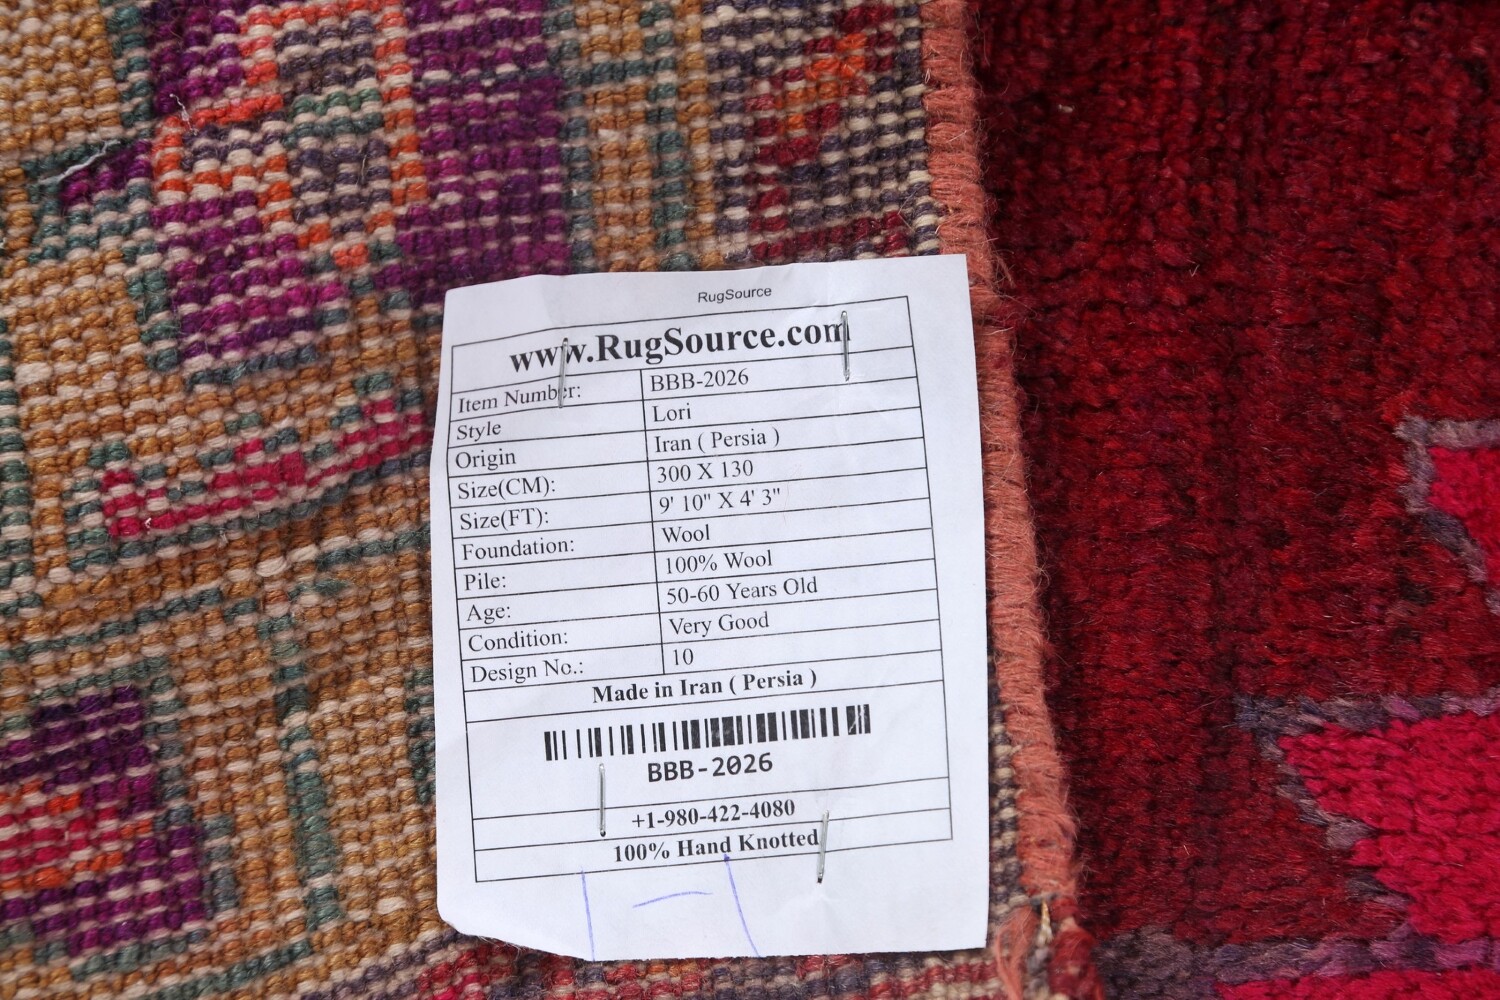 RugSource
www.RugSource.com
Item Number: BBB-2026
Style Lori
Origin Iran ( Persia )
Size(CM): 300 X 130
Size(FT): 9' 10" X 4' 3"
Foundation: Wool
Pile: 100% Wool
Age: 50-60 Years Old
Condition: Very Good
Design No.: 10
Made in Iran ( Persia )
BBB-2026
+1-980-422-4080
100% Hand Knotted